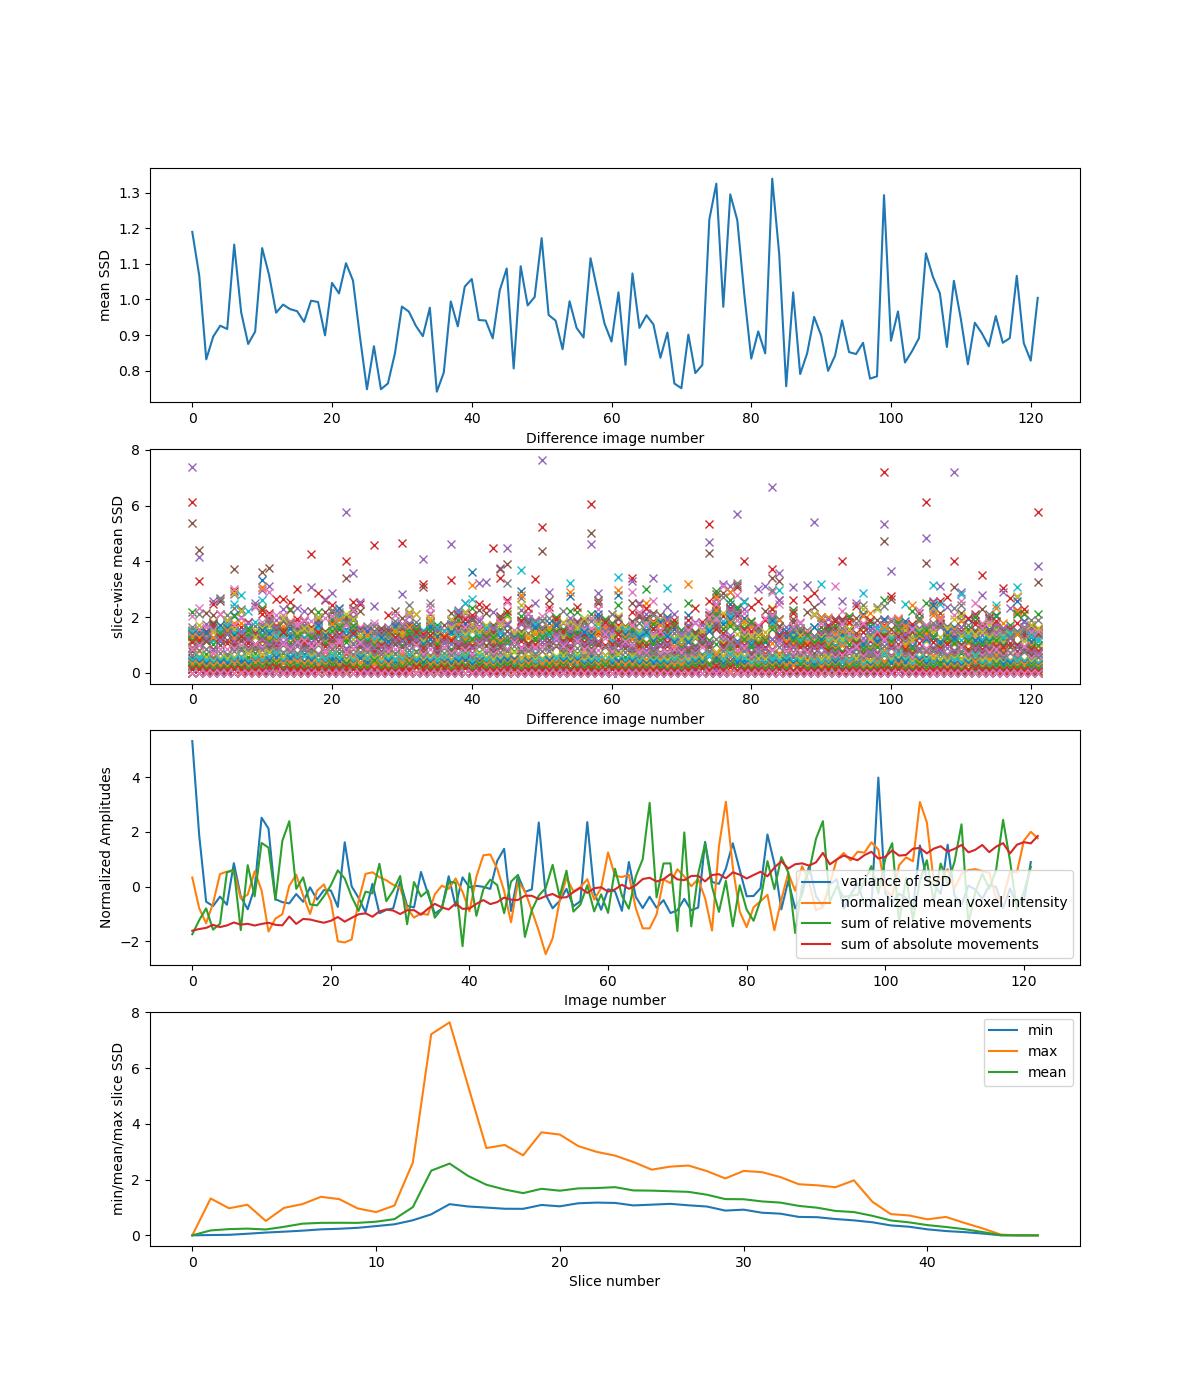 1.3
1.2
1.1
1.0
0.9
0.8
mean SSD
0 20 40 60 80 100 120
Difference image number
8
6
4
2
0
slice-wise mean SSD
0 20 40 60 80 100 120
Difference image number
4
2
0
−2
Normalized Amplitudes
variance of SSD
normalized mean voxel intensity
sum of relative movements
sum of absolute movements
0 20 40 60 80 100 120
Image number
8
6
4
2
0
min/mean/max slice SSD
min
max
mean
0 10 20 30 40
Slice number